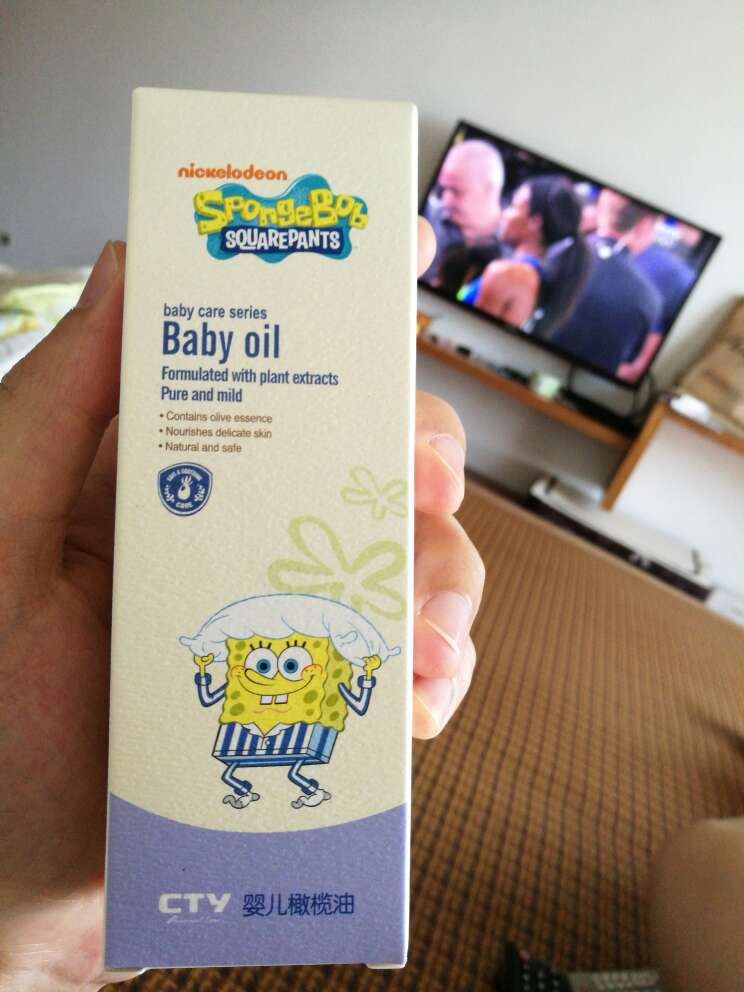 nickelodeon
SpongeBob
SQUAREPANTS
baby care series
Baby oil
Formulated with plant extracts
Pure and mild
• Contains olive essence
• Nourishes delicate skin
• Natural and safe
CARE
CTY 婴儿橄榄油